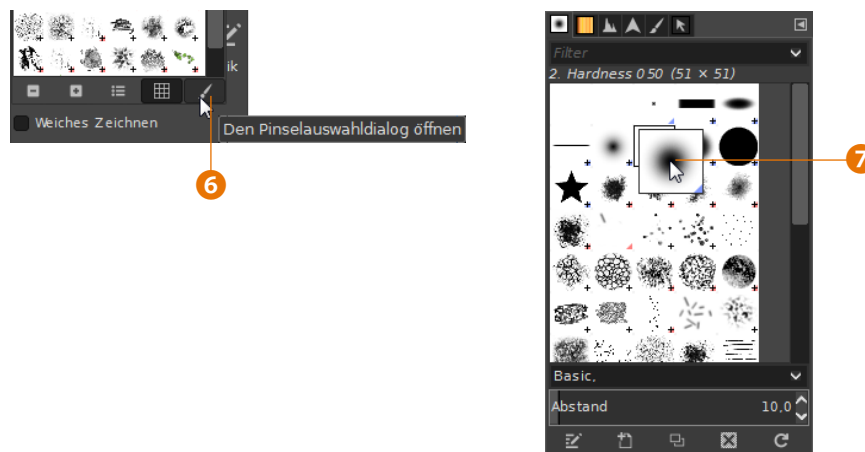 ik
Weiches Zeichnen
Den Pinselauswahldialog öffnen
6
Filter
2. Hardness 050 (51 × 51)
7
Basic,
Abstand 10,0